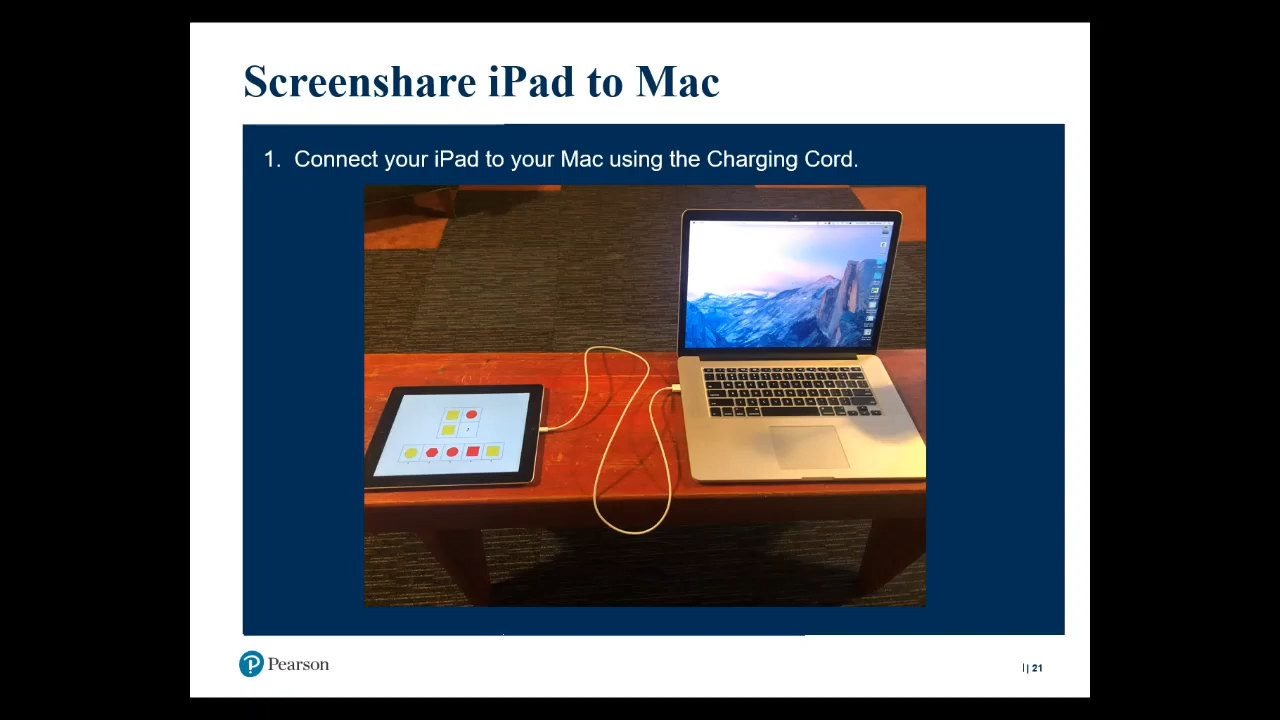 Screenshare iPad to Mac
1. Connect your iPad to your Mac using the Charging Cord.
?
Pearson
|| 21